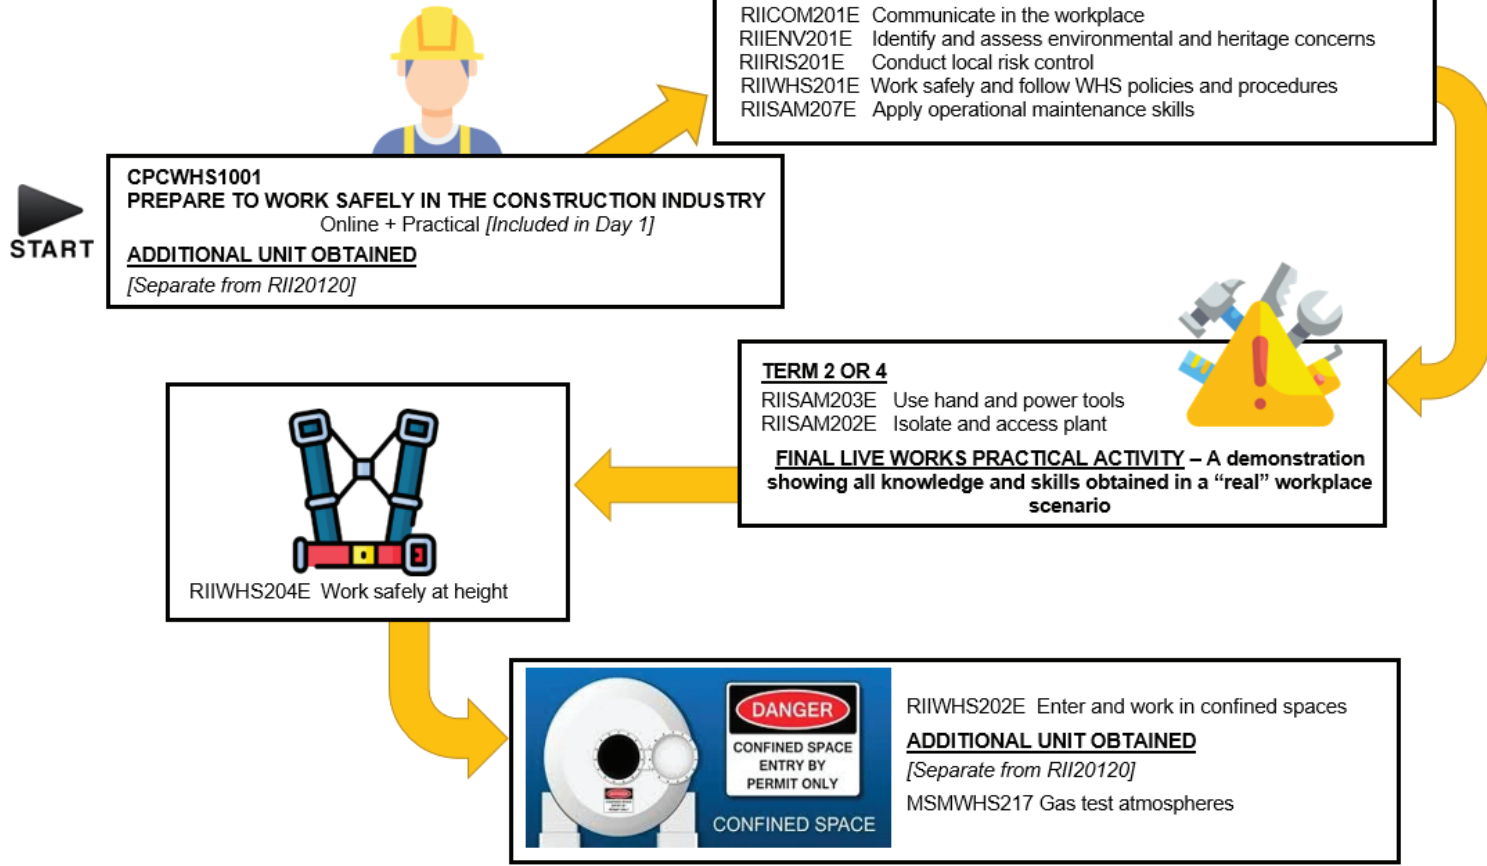 RIICOM201E Communicate in the workplace
RIIENV201E Identify and assess environmental and heritage concerns
RIIRIS201E Conduct local risk control
RIIWHS201E Work safely and follow WHS policies and procedures
RIISAM207E Apply operational maintenance skills
START
CPCWHS1001
PREPARE TO WORK SAFELY IN THE CONSTRUCTION INDUSTRY
Online + Practical [Included in Day 1]
ADDITIONAL UNIT OBTAINED
[Separate from RII20120]
TERM 2 OR 4
RIISAM203E Use hand and power tools
RIISAM202E Isolate and access plant
FINAL LIVE WORKS PRACTICAL ACTIVITY – A demonstration
showing all knowledge and skills obtained in a “real” workplace
scenario
RIIWHS204E Work safely at height
DANGER
CONFINED SPACE
ENTRY BY
PERMIT ONLY
CONFINED SPACE
RIIWHS202E Enter and work in confined spaces
ADDITIONAL UNIT OBTAINED
[Separate from RII20120]
MSMWHS217 Gas test atmospheres